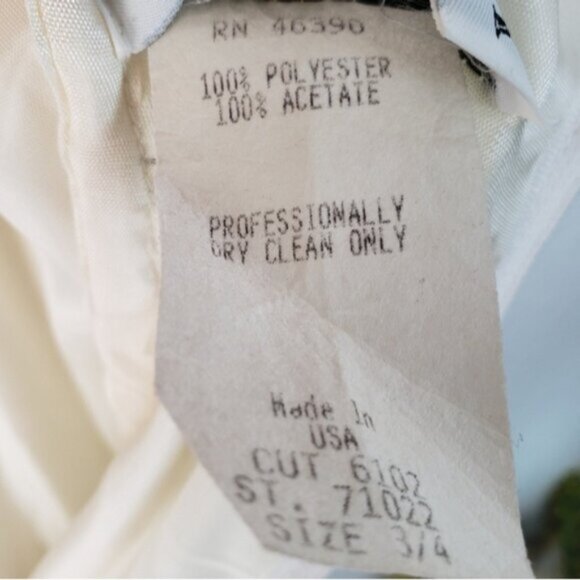 RN 46390
100% POLYESTER
100% ACETATE
PROFESSIONALLY
DRY CLEAN ONLY
Made In
USA
CUT 6102
ST. 71022
SIZE 3/4